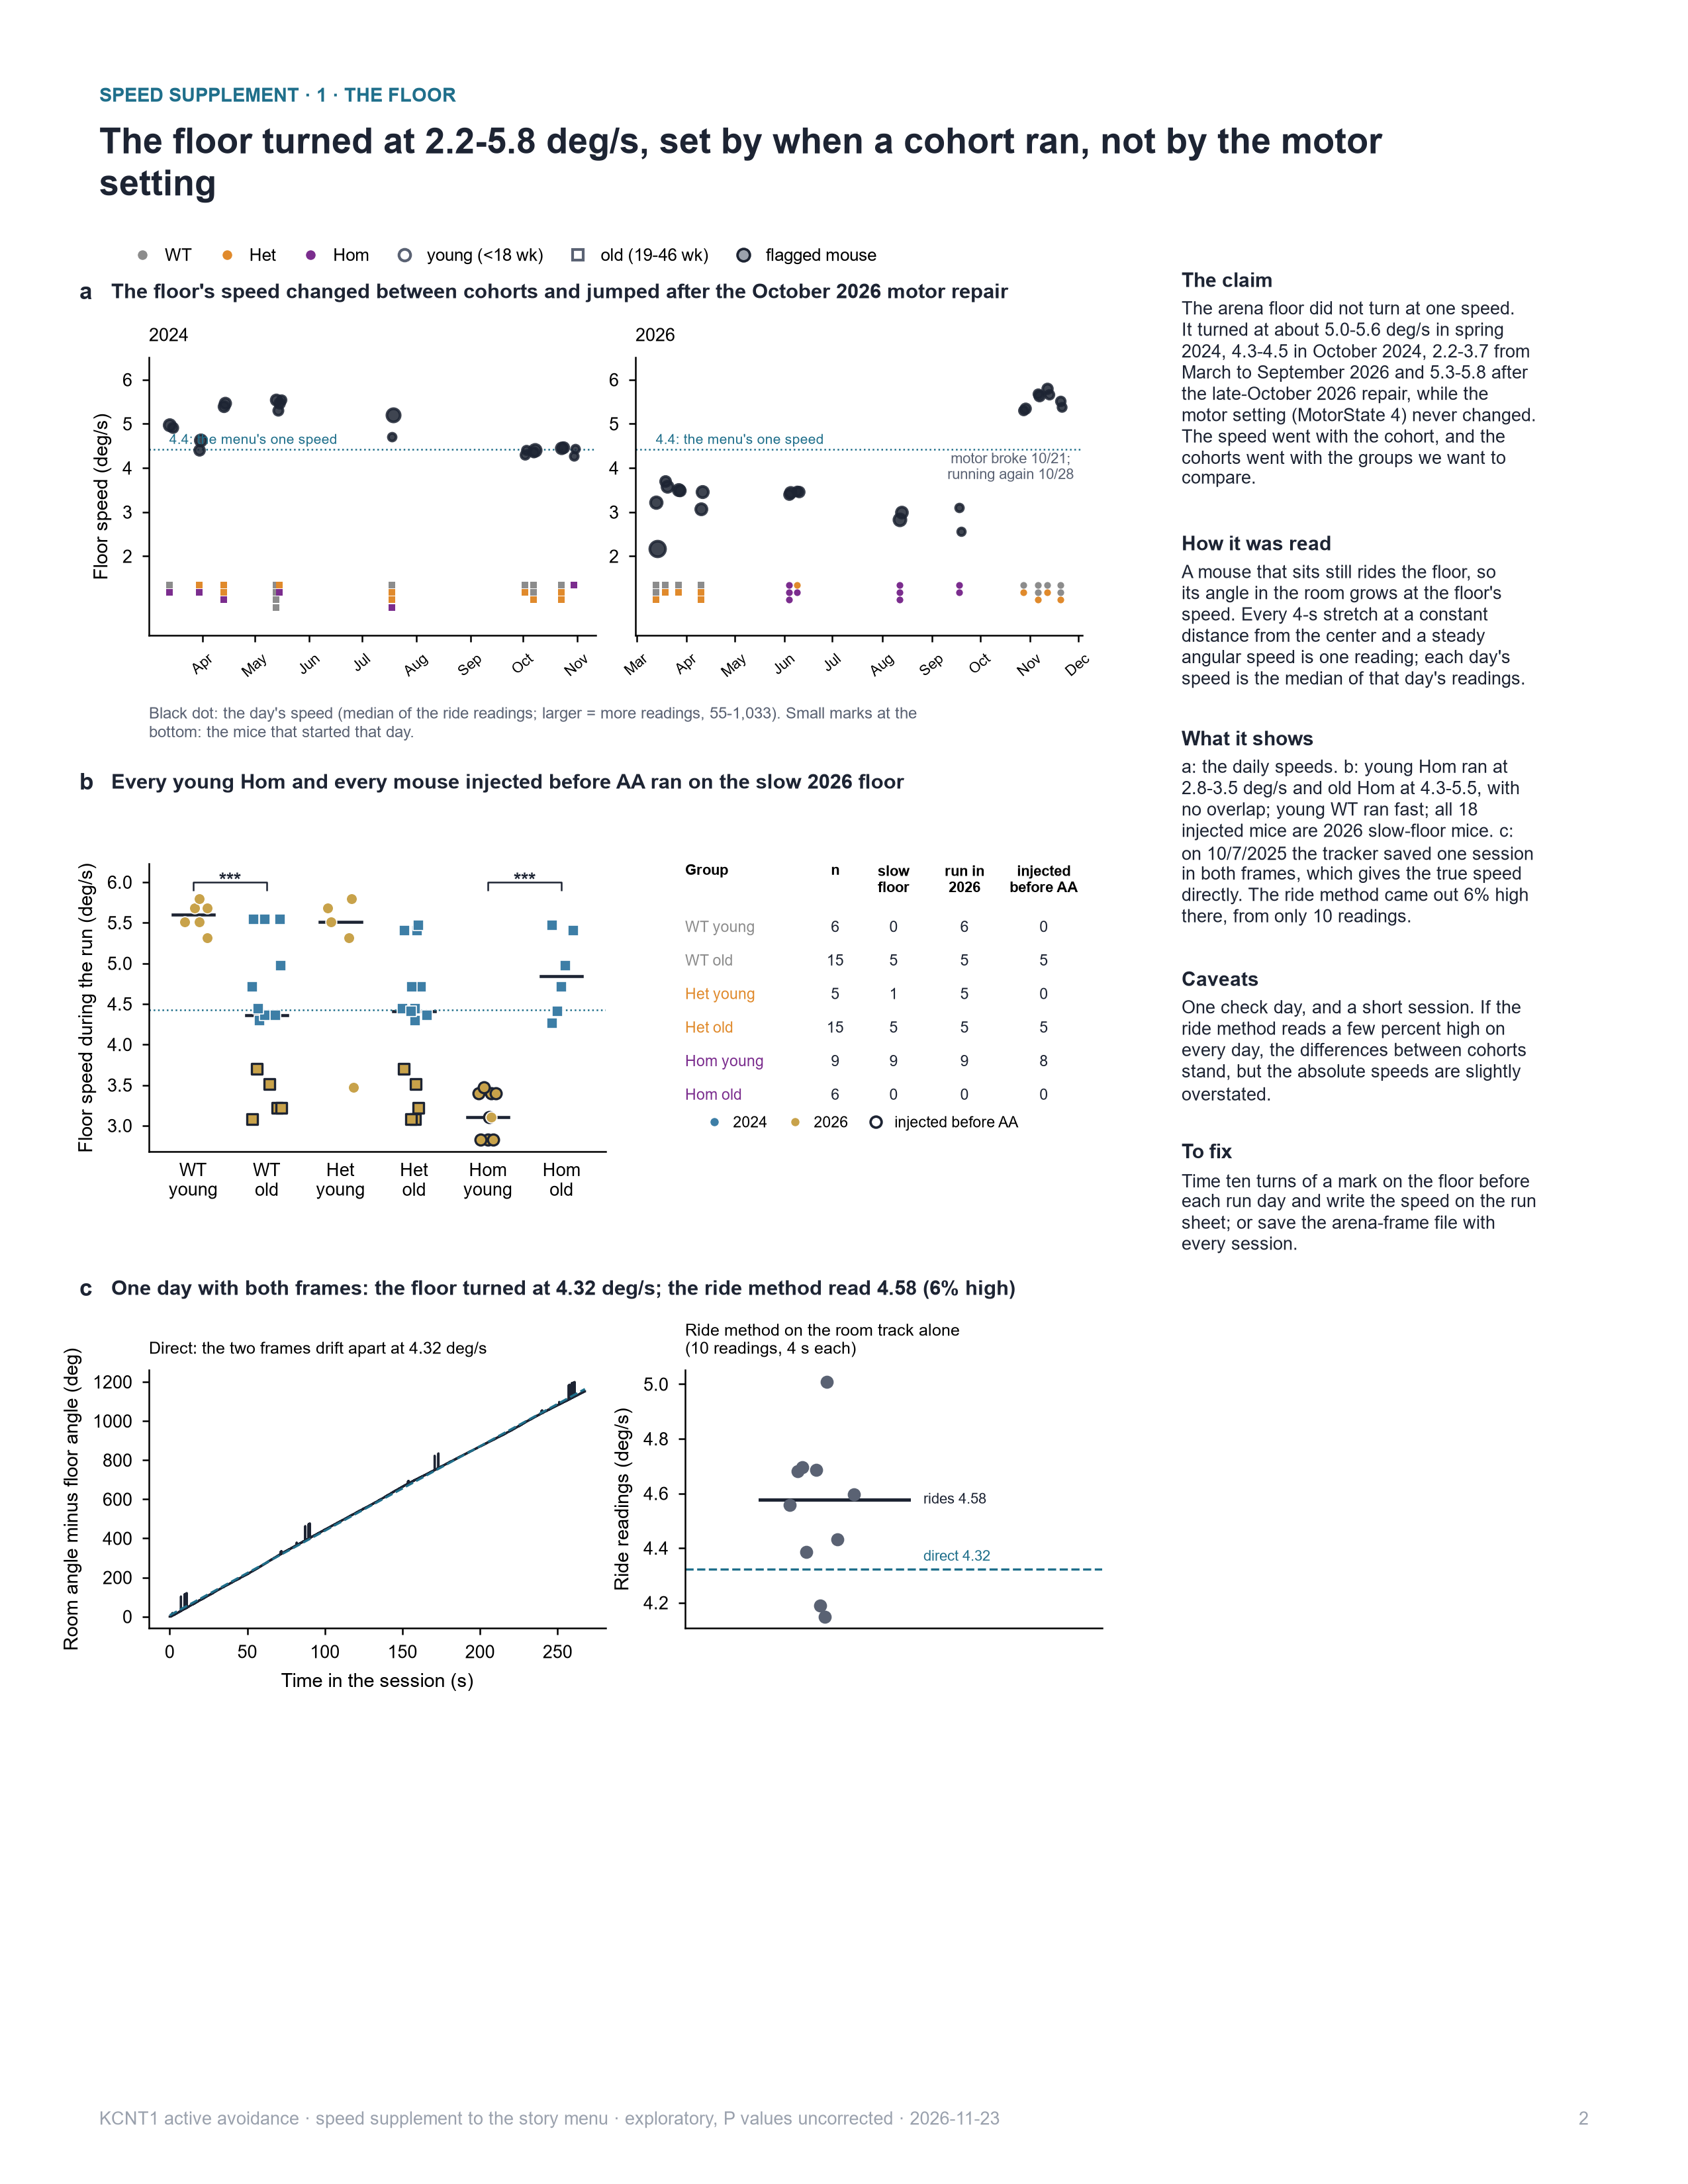 SPEED SUPPLEMENT · 1 · THE FLOOR
The floor turned at 2.2-5.8 deg/s, set by when a cohort ran, not by the motor
setting
WT Het Hom young (<18 wk) old (19-46 wk) flagged mouse
a The floor's speed changed between cohorts and jumped after the October 2026 motor repair
2024
Floor speed (deg/s)
6
5
4
3
2
4.4: the menu's one speed
Apr May Jun Jul Aug Sep Oct Nov
2026
6
5
4
3
2
4.4: the menu's one speed
motor broke 10/21;
running again 10/28
Mar Apr May Jun Jul Aug Sep Oct Nov Dec
Black dot: the day's speed (median of the ride readings; larger = more readings, 55-1,033). Small marks at the
bottom: the mice that started that day.
b Every young Hom and every mouse injected before AA ran on the slow 2026 floor
Floor speed during the run (deg/s)
6.0
5.5
5.0
4.5
4.0
3.5
3.0
*** ***
WT Het Hom
WT WT Het Het Hom Hom
young old young old young old
Group n slow run in injected
floor 2026 before AA
WT young 6 0 6 0
WT old 15 5 5 5
Het young 5 1 5 0
Het old 15 5 5 5
Hom young 9 9 9 8
Hom old 6 0 0 0
2024 2026 injected before AA
c One day with both frames: the floor turned at 4.32 deg/s; the ride method read 4.58 (6% high)
Direct: the two frames drift apart at 4.32 deg/s
Room angle minus floor angle (deg)
1200
1000
800
600
400
200
0
0 50 100 150 200 250
Time in the session (s)
Ride method on the room track alone
(10 readings, 4 s each)
Ride readings (deg/s)
5.0
4.8
4.6
4.4
4.2
rides 4.58
direct 4.32
The claim
The arena floor did not turn at one speed.
It turned at about 5.0-5.6 deg/s in spring
2024, 4.3-4.5 in October 2024, 2.2-3.7 from
March to September 2026 and 5.3-5.8 after
the late-October 2026 repair, while the
motor setting (MotorState 4) never changed.
The speed went with the cohort, and the
cohorts went with the groups we want to
compare.
How it was read
A mouse that sits still rides the floor, so
its angle in the room grows at the floor's
speed. Every 4-s stretch at a constant
distance from the center and a steady
angular speed is one reading; each day's
speed is the median of that day's readings.
What it shows
a: the daily speeds. b: young Hom ran at
2.8-3.5 deg/s and old Hom at 4.3-5.5, with
no overlap; young WT ran fast; all 18
injected mice are 2026 slow-floor mice. c:
on 10/7/2025 the tracker saved one session
in both frames, which gives the true speed
directly. The ride method came out 6% high
there, from only 10 readings.
Caveats
One check day, and a short session. If the
ride method reads a few percent high on
every day, the differences between cohorts
stand, but the absolute speeds are slightly
overstated.
To fix
Time ten turns of a mark on the floor before
each run day and write the speed on the run
sheet; or save the arena-frame file with
every session.
KCNT1 active avoidance · speed supplement to the story menu · exploratory, P values uncorrected · 2026-11-23
2